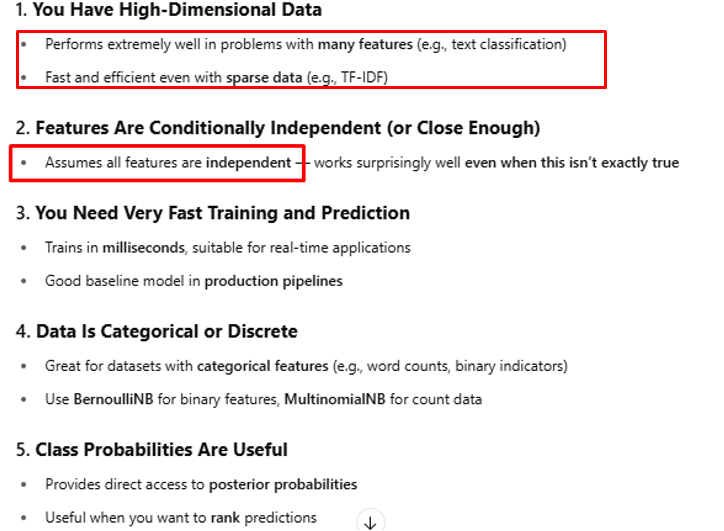 1. You Have High-Dimensional Data
• Performs extremely well in problems with many features (e.g., text classification)
• Fast and efficient even with sparse data (e.g., TF-IDF)
2. Features Are Conditionally Independent (or Close Enough)
• Assumes all features are independent — works surprisingly well even when this isn't exactly true
3. You Need Very Fast Training and Prediction
• Trains in milliseconds, suitable for real-time applications
• Good baseline model in production pipelines
4. Data Is Categorical or Discrete
• Great for datasets with categorical features (e.g., word counts, binary indicators)
• Use BernoulliNB for binary features, MultinomialNB for count data
5. Class Probabilities Are Useful
• Provides direct access to posterior probabilities
• Useful when you want to rank predictions